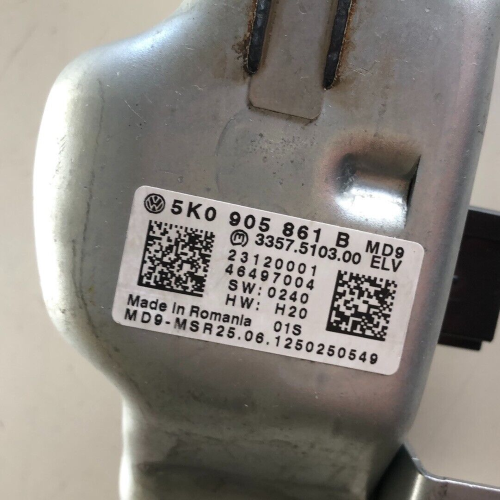 5K0 905 861 B MD9
3357.5103.00 ELV
23120001
46497004
SW: 0240
HW: H20
Made in Romania 01S
MD9-MSR25.06.1250250549